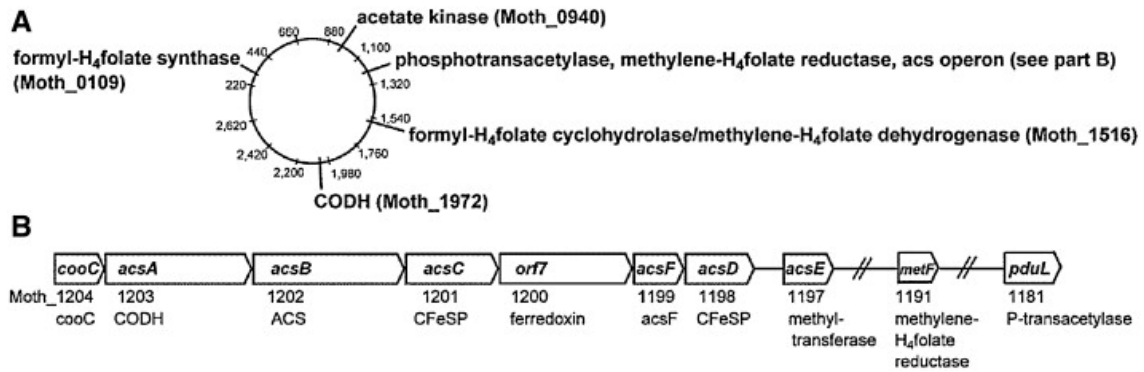 A
acetate kinase (Moth_0940)
660
880
formyl-H4folate synthase
(Moth_0109)
440
1,100
phosphotransacetylase, methylene-H4folate reductase, acs operon (see part B)
220
1,320
2,620
1,540
formyl-H4folate cyclohydrolase/methylene-H4folate dehydrogenase (Moth_1516)
2,420
1,760
2,200
1,980
CODH (Moth_1972)
B
cooC acsA acsB acsC orf7 acsF acsD acsE metF pduL
Moth_1204 1203 1202 1201 1200 1199 1198 1197 1191 1181
cooC CODH ACS CFeSP ferredoxin acsF CFeSP methyl- methylene- P-transacetylase
transferase H4folate
reductase